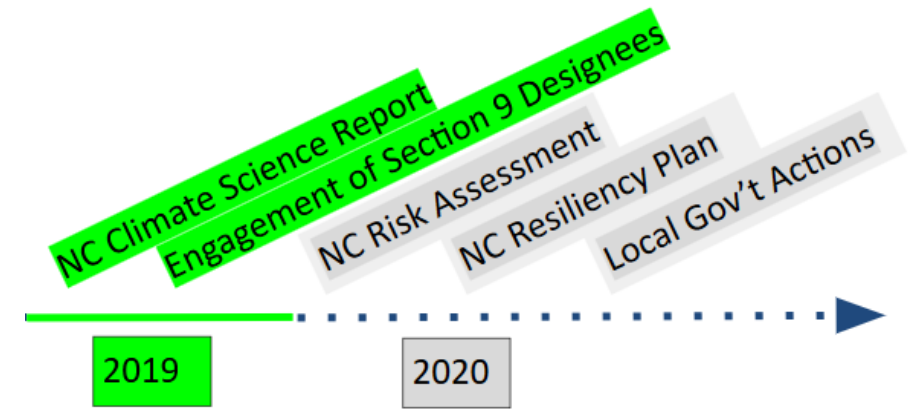 NC Climate Science Report
Engagement of Section 9 Designees
NC Risk Assessment
NC Resiliency Plan
Local Gov’t Actions
2019
2020